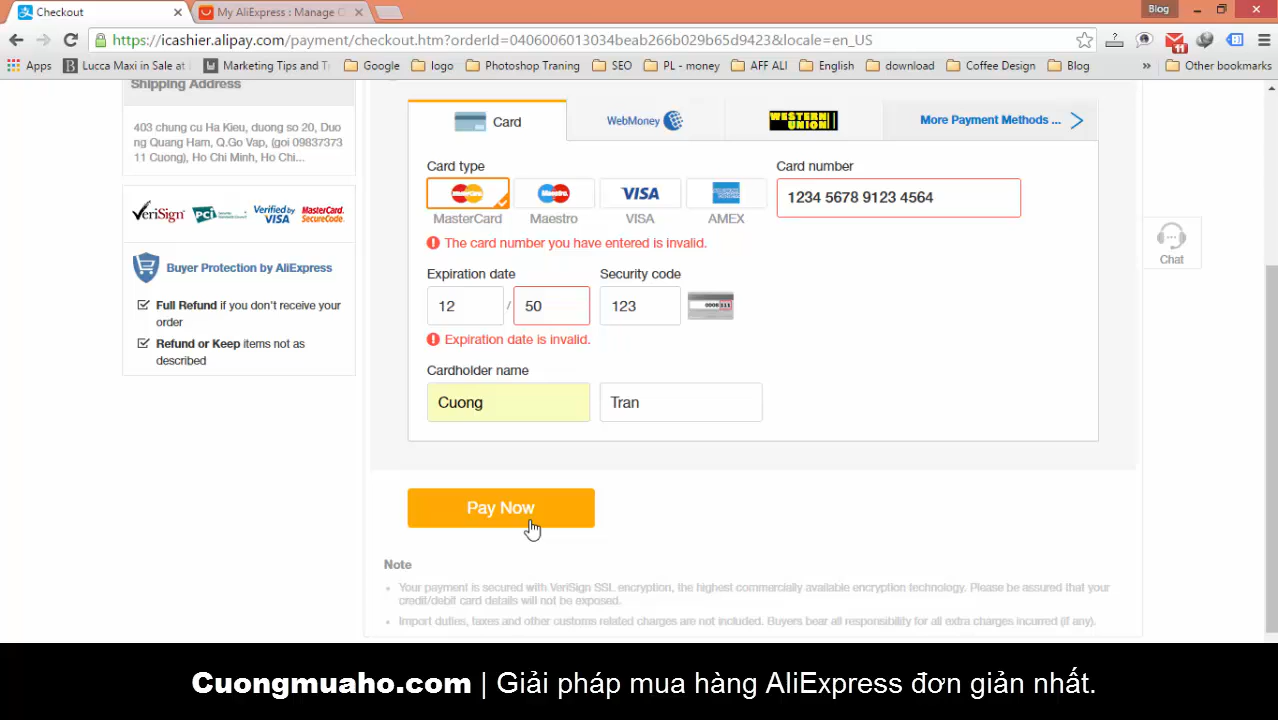 Checkout
My AliExpress : Manage O
Blog
https://icashier.alipay.com/payment/checkout.htm?orderId=0406006013034beab266b029b65d9423&locale=en_US
11
Apps
Lucca Maxi in Sale at
Marketing Tips and Tr
Google
logo
Photoshop Traning
SEO
PL - money
AFF ALI
English
download
Coffee Design
Blog
»
Other bookmarks
Shipping Address
403 chung cu Ha Kieu, duong so 20, Duo
ng Quang Ham, Q.Go Vap, (goi 09837373
11 Cuong), Ho Chi Minh, Ho Chi...
VeriSign
PCI
Verified by
VISA
MasterCard.
SecureCode.
Buyer Protection by AliExpress
Full Refund if you don't receive your
order
Refund or Keep items not as
described
Card
WebMoney
WESTERN
UNION
More Payment Methods ...
Card type
Card number
MasterCard
Maestro
VISA
1234 5678 9123 4564
MasterCard
Maestro
VISA
AMEX
The card number you have entered is invalid.
Expiration date
Security code
12
/
50
123
Expiration date is invalid.
Cardholder name
Cuong
Tran
Pay Now
Chat
Note
Your payment is secured with VeriSign SSL encryption, the highest commercially available encryption technology. Please be assured that your
credit/debit card details will not be exposed.
Import duties, taxes and other customs related charges are not included. Buyers bear all responsibility for all extra charges incurred (if any).
Cuongmuaho.com | Giải pháp mua hàng AliExpress đơn giản nhất.